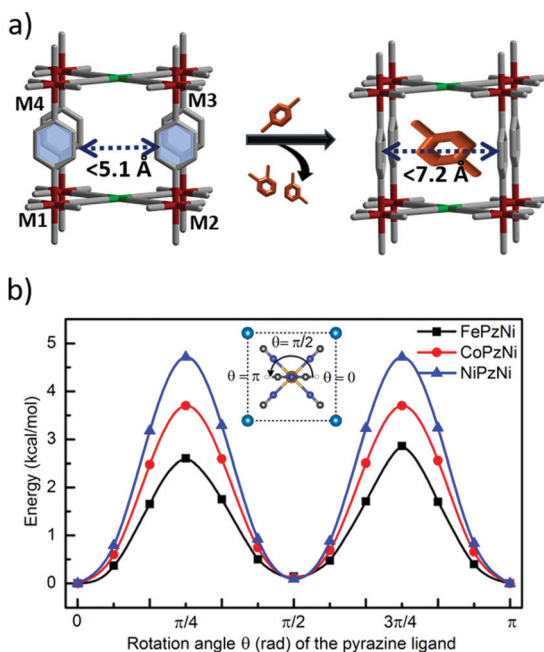 a)
M4
M3
<5.1 Å
M1
M2
<7.2 Å
b)
FePzNi
CoPzNi
NiPzNi
θ= π/2
θ= π
θ=0
Energy (kcal/mol)
5
4
3
2
1
0
0
π/4
π/2
3π/4
π
Rotation angle θ (rad) of the pyrazine ligand